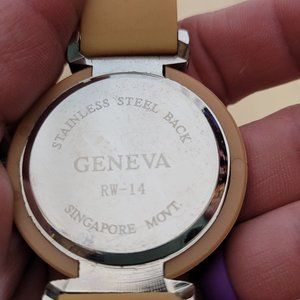 STAINLESS STEEL BACK
GENEVA
RW-14
SINGAPORE MOVT.